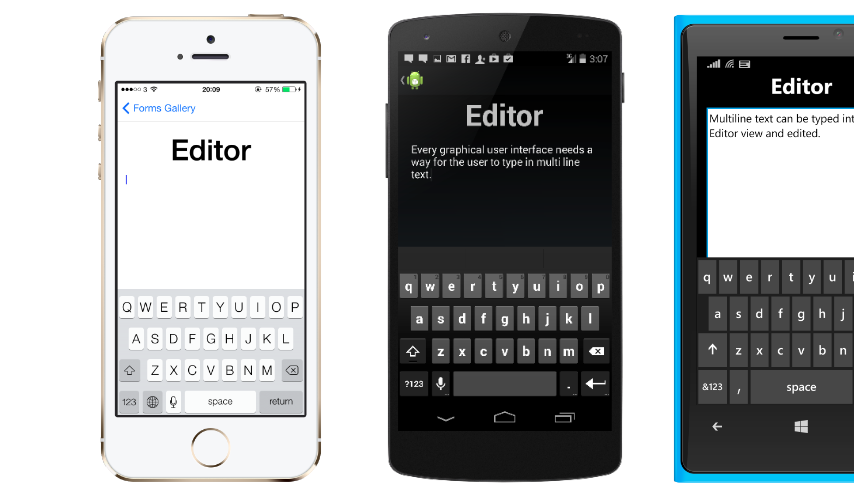 ●●●○○ 3 20:09 57%
Forms Gallery
Editor
Q W E R T Y U I O P
A S D F G H J K L
Z X C V B N M
123 space return
3:07
Editor
Every graphical user interface needs a
way for the user to type in multi line
text.
q w e r t y u i o p
a s d f g h j k l
z x c v b n m
?123 . ...
Editor
Multiline text can be typed int
Editor view and edited.
q w e r t y u i
a s d f g h j
z x c v b n
&123 , space